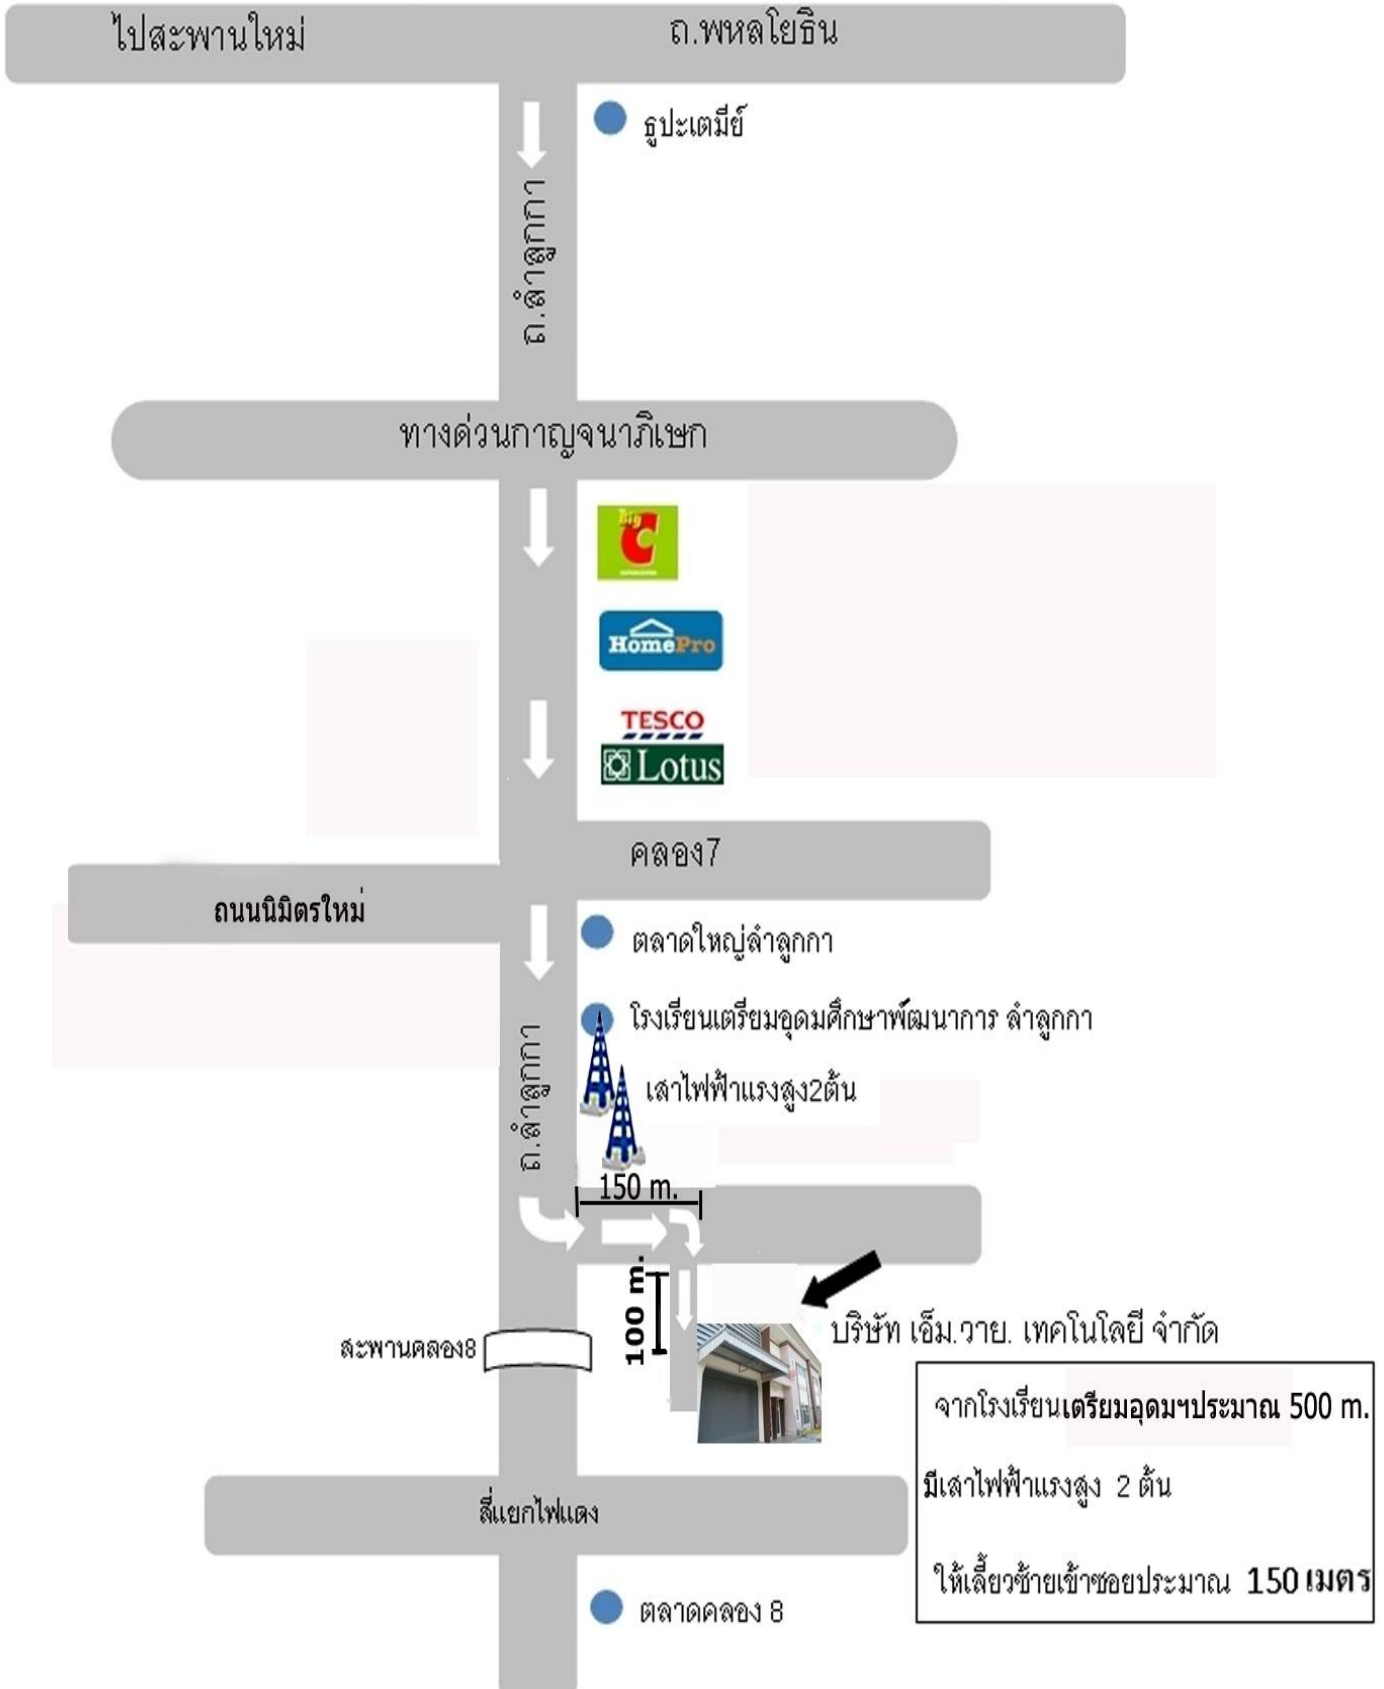 ไปสะพานใหม่
ถ.พหลโยธิน
ธูปะเตมีย์
ถ.ลำลูกกา
ทางด่วนกาญจนาภิเษก
Big C
HomePro
TESCO
Lotus
คลอง7
ถนนนิมิตรใหม่
ตลาดใหญ่ลำลูกกา
โรงเรียนเตรียมอุดมศึกษาพัฒนาการ ลำลูกกา
เสาไฟฟ้าแรงสูง2ต้น
ถ.ลำลูกกา
150 m.
100 m.
บริษัท เอ็ม.วาย. เทคโนโลยี จำกัด
สะพานคลอง8
จากโรงเรียนเตรียมอุดมฯประมาณ 500 m.
มีเสาไฟฟ้าแรงสูง 2 ต้น
ให้เลี้ยวซ้ายเข้าซอยประมาณ 150 เมตร
สี่แยกไฟแดง
ตลาดคลอง 8